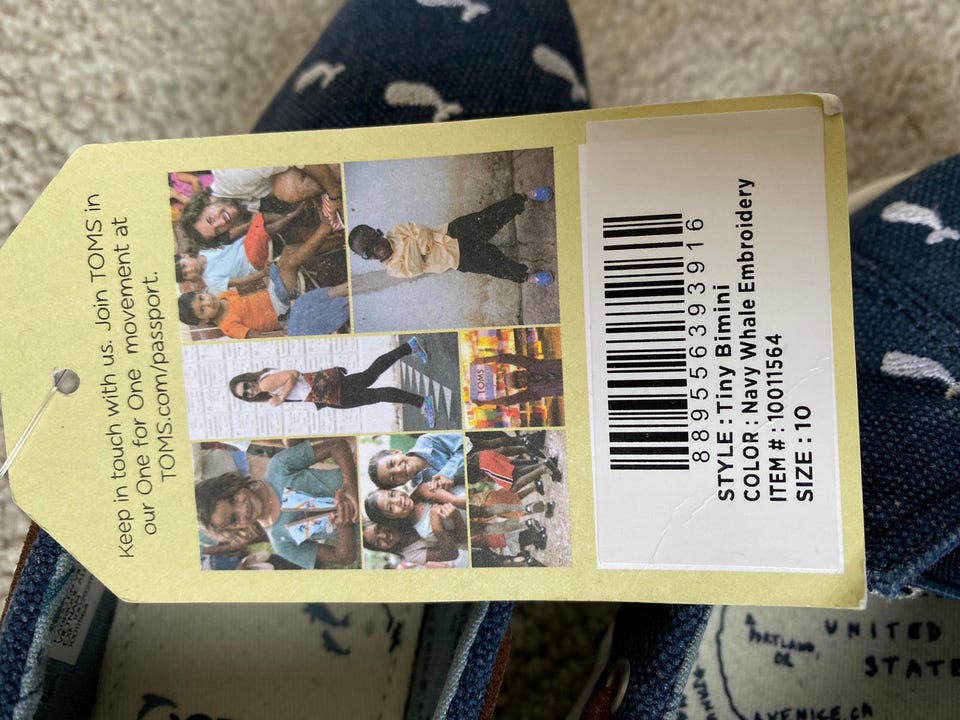 Keep in touch with us. Join TOMS in
our One for One movement at
TOMS.com/passport.
TOMS
889556393916
STYLE : Tiny Bimini
COLOR : Navy Whale Embroidery
ITEM # : 10011564
SIZE : 10
PORTLAND,
OR
UNITED
STATE
VENICE, CA